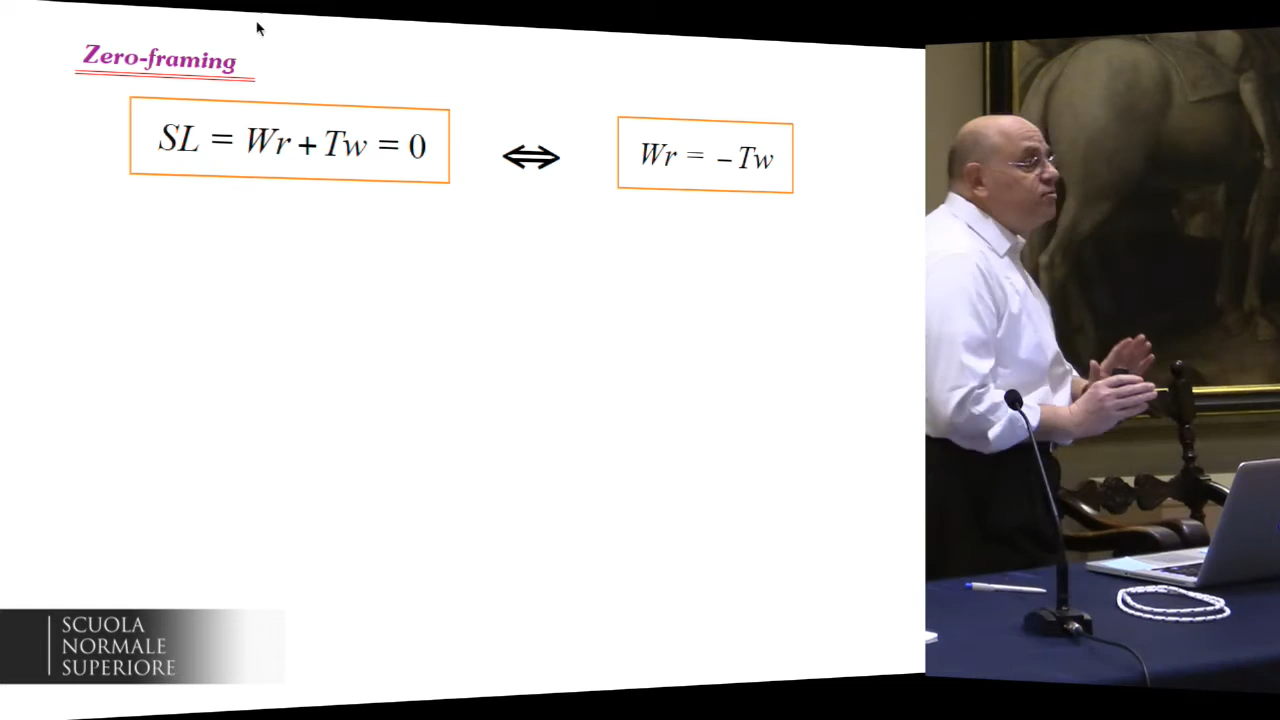 Zero-framing
SL = Wr + Tw = 0
⇔
Wr = – Tw
SCUOLA
NORMALE
SUPERIORE